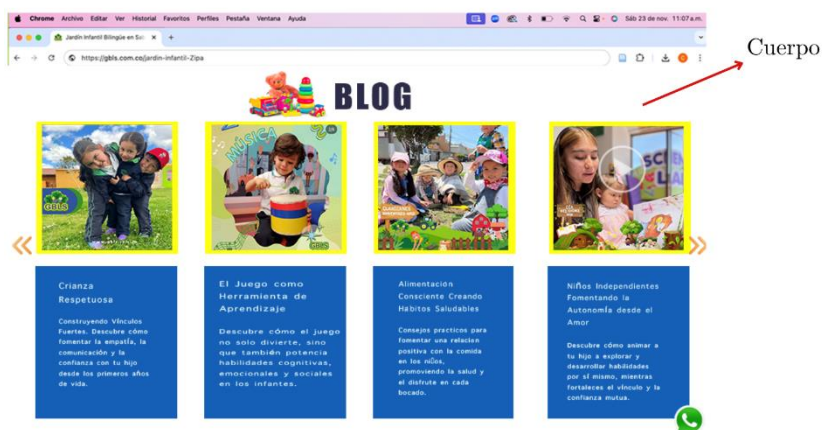 Chrome Archivo Editar Ver Historial Favoritos Perfiles Pestaña Ventana Ayuda
Sáb 23 de nov. 11:07 a.m.
Jardín Infantil Bilingüe en Sab
https://gbls.com.co/jardin-infantil-Zipa
Cuerpo
BLOG
MÚSICA
GBLS
GBLS
Crianza
Respetuosa
Construyendo Vínculos
Fuertes. Descubre cómo
fomentar la empatía, la
comunicación y la
confianza con tu hijo
desde los primeros años
de vida.
El Juego como
Herramienta de
Aprendizaje
Descubre cómo el juego
no solo divierte, sino
que también potencia
habilidades cognitivas,
emocionales y sociales
en los infantes.
Alimentación
Consciente Creando
Hábitos Saludables
Consejos practicos para
fomentar una relacion
positiva con la comida
en los niños,
promoviendo la salud y
el disfrute en cada
bocado.
Niños Independientes
Fomentando la
Autonomía desde el
Amor
Descubre cómo animar a
tu hijo a explorar y
desarrollar habilidades
por sí mismo, mientras
fortaleces el vínculo y la
confianza mutua.